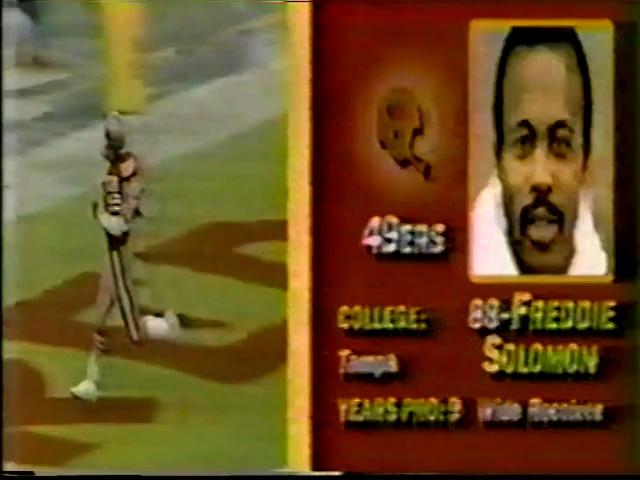 49ERS
88-FREDDIE
SOLOMON
COLLEGE:
Tampa
YEARS PRO: 9
Wide Receiver